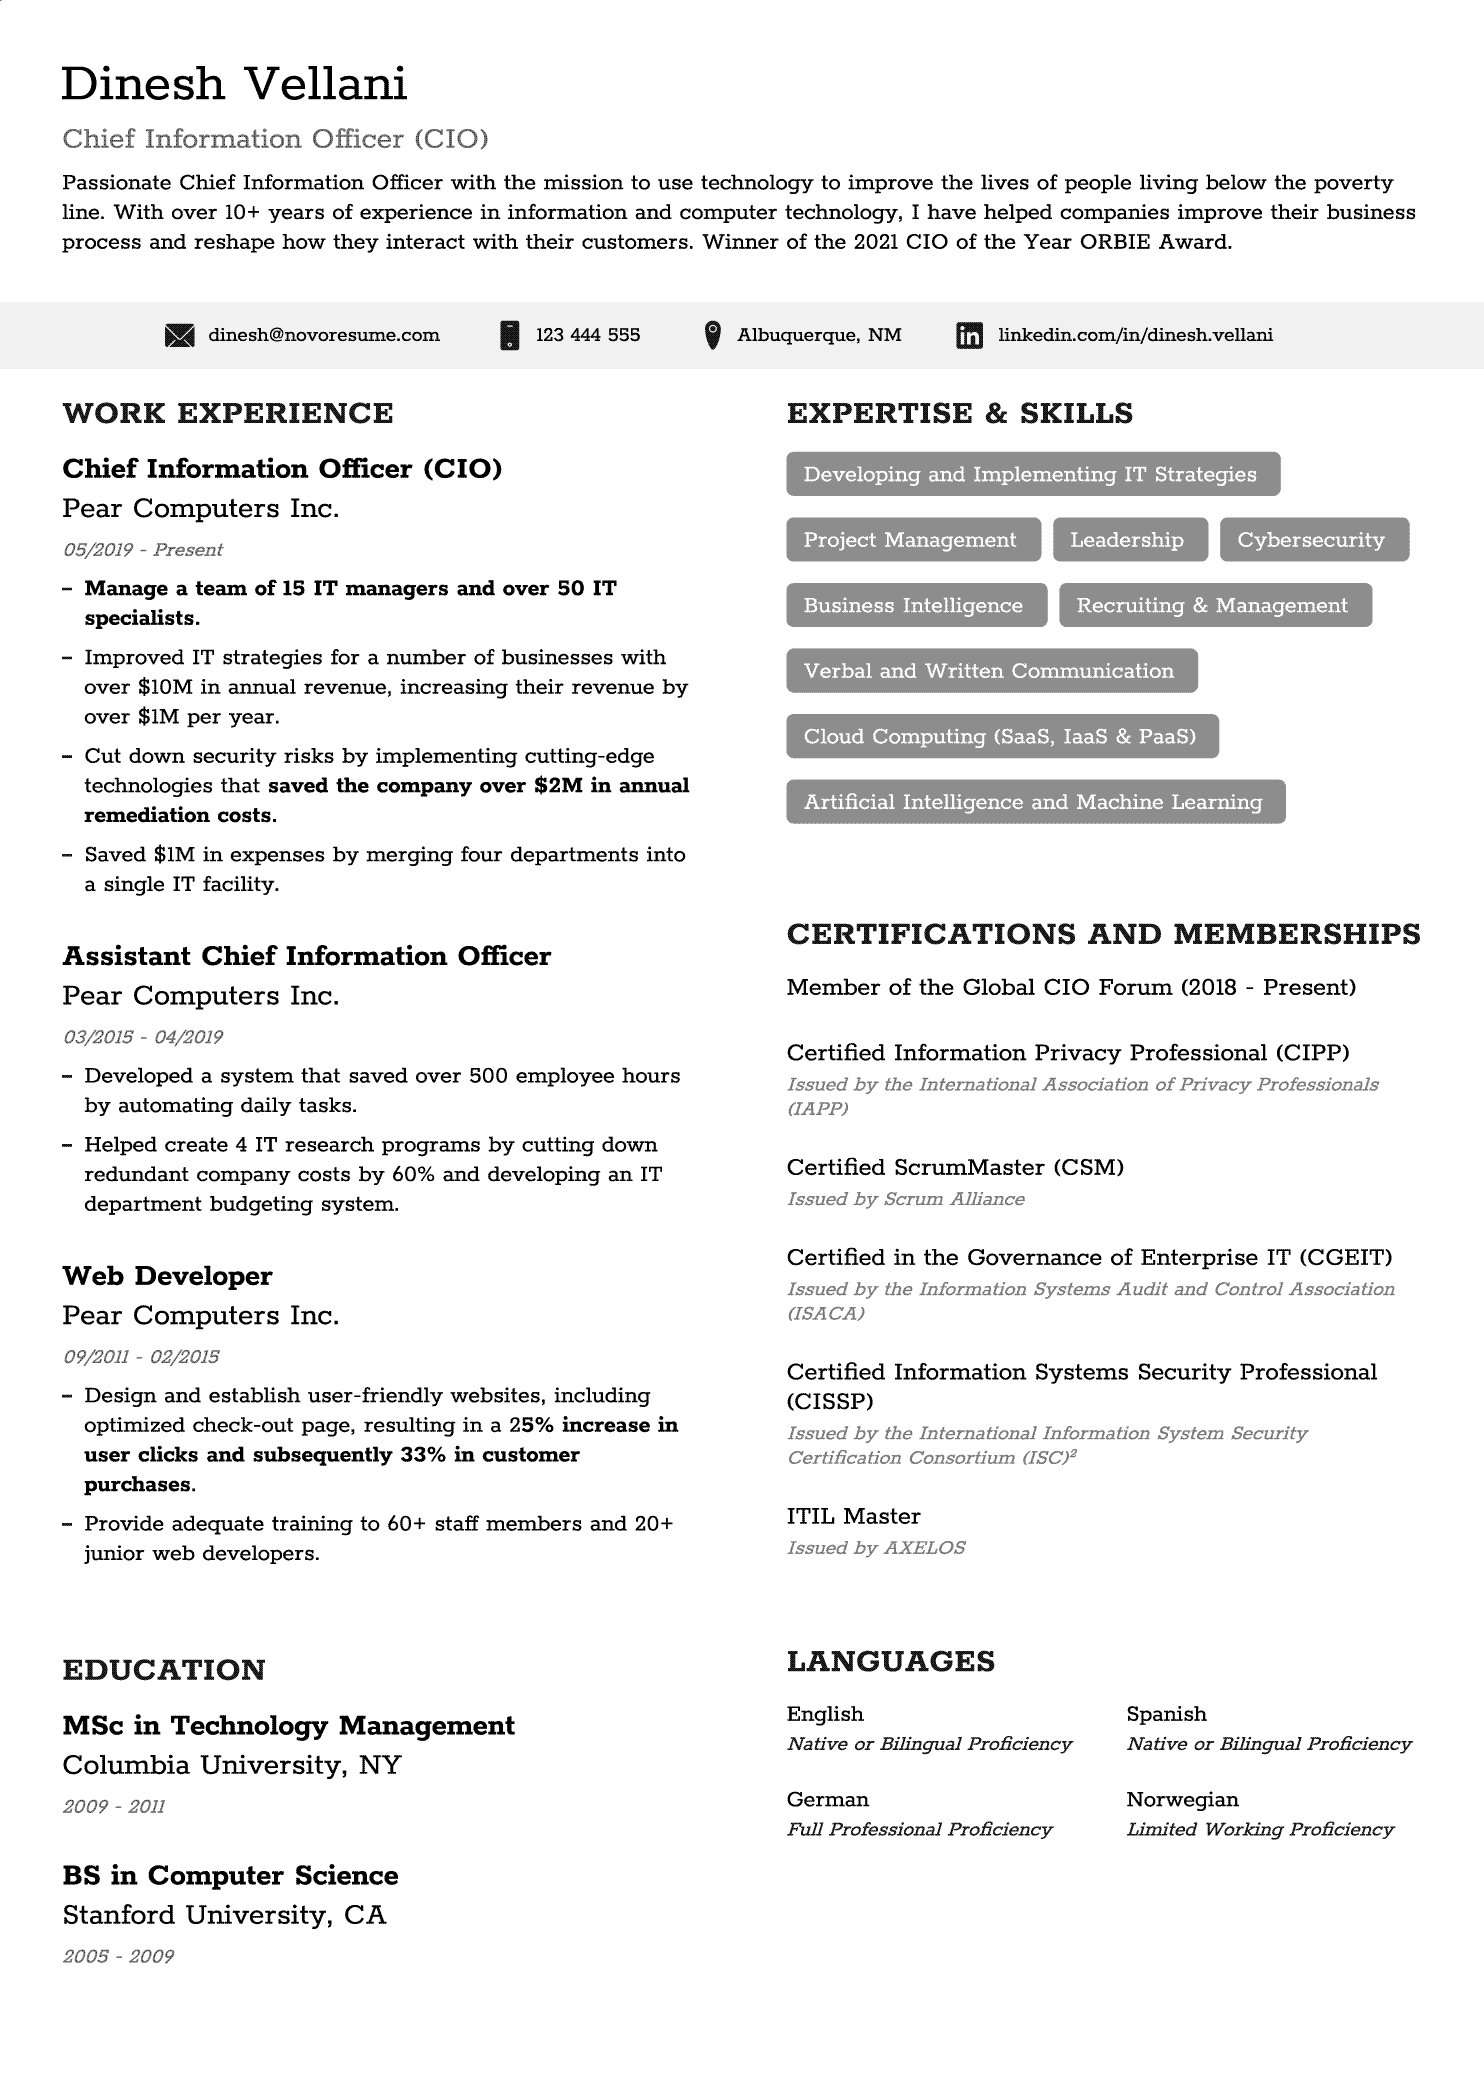 Dinesh Vellani
Chief Information Officer (CIO)
Passionate Chief Information Officer with the mission to use technology to improve the lives of people living below the poverty
line. With over 10+ years of experience in information and computer technology, I have helped companies improve their business
process and reshape how they interact with their customers. Winner of the 2021 CIO of the Year ORBIE Award.
dinesh@novoresume.com
123 444 555
Albuquerque, NM
linkedin.com/in/dinesh.vellani
WORK EXPERIENCE
Chief Information Officer (CIO)
Pear Computers Inc.
05/2019 - Present
– Manage a team of 15 IT managers and over 50 IT
specialists.
– Improved IT strategies for a number of businesses with
over $10M in annual revenue, increasing their revenue by
over $1M per year.
– Cut down security risks by implementing cutting-edge
technologies that saved the company over $2M in annual
remediation costs.
– Saved $1M in expenses by merging four departments into
a single IT facility.
Assistant Chief Information Officer
Pear Computers Inc.
03/2015 - 04/2019
– Developed a system that saved over 500 employee hours
by automating daily tasks.
– Helped create 4 IT research programs by cutting down
redundant company costs by 60% and developing an IT
department budgeting system.
Web Developer
Pear Computers Inc.
09/2011 - 02/2015
– Design and establish user-friendly websites, including
optimized check-out page, resulting in a 25% increase in
user clicks and subsequently 33% in customer
purchases.
– Provide adequate training to 60+ staff members and 20+
junior web developers.
EDUCATION
MSc in Technology Management
Columbia University, NY
2009 - 2011
BS in Computer Science
Stanford University, CA
2005 - 2009
EXPERTISE & SKILLS
Developing and Implementing IT Strategies
Project Management
Leadership
Cybersecurity
Business Intelligence
Recruiting & Management
Verbal and Written Communication
Cloud Computing (SaaS, IaaS & PaaS)
Artificial Intelligence and Machine Learning
CERTIFICATIONS AND MEMBERSHIPS
Member of the Global CIO Forum (2018 - Present)
Certified Information Privacy Professional (CIPP)
Issued by the International Association of Privacy Professionals
(IAPP)
Certified ScrumMaster (CSM)
Issued by Scrum Alliance
Certified in the Governance of Enterprise IT (CGEIT)
Issued by the Information Systems Audit and Control Association
(ISACA)
Certified Information Systems Security Professional
(CISSP)
Issued by the International Information System Security
Certification Consortium (ISC)²
ITIL Master
Issued by AXELOS
LANGUAGES
English
Native or Bilingual Proficiency
Spanish
Native or Bilingual Proficiency
German
Full Professional Proficiency
Norwegian
Limited Working Proficiency